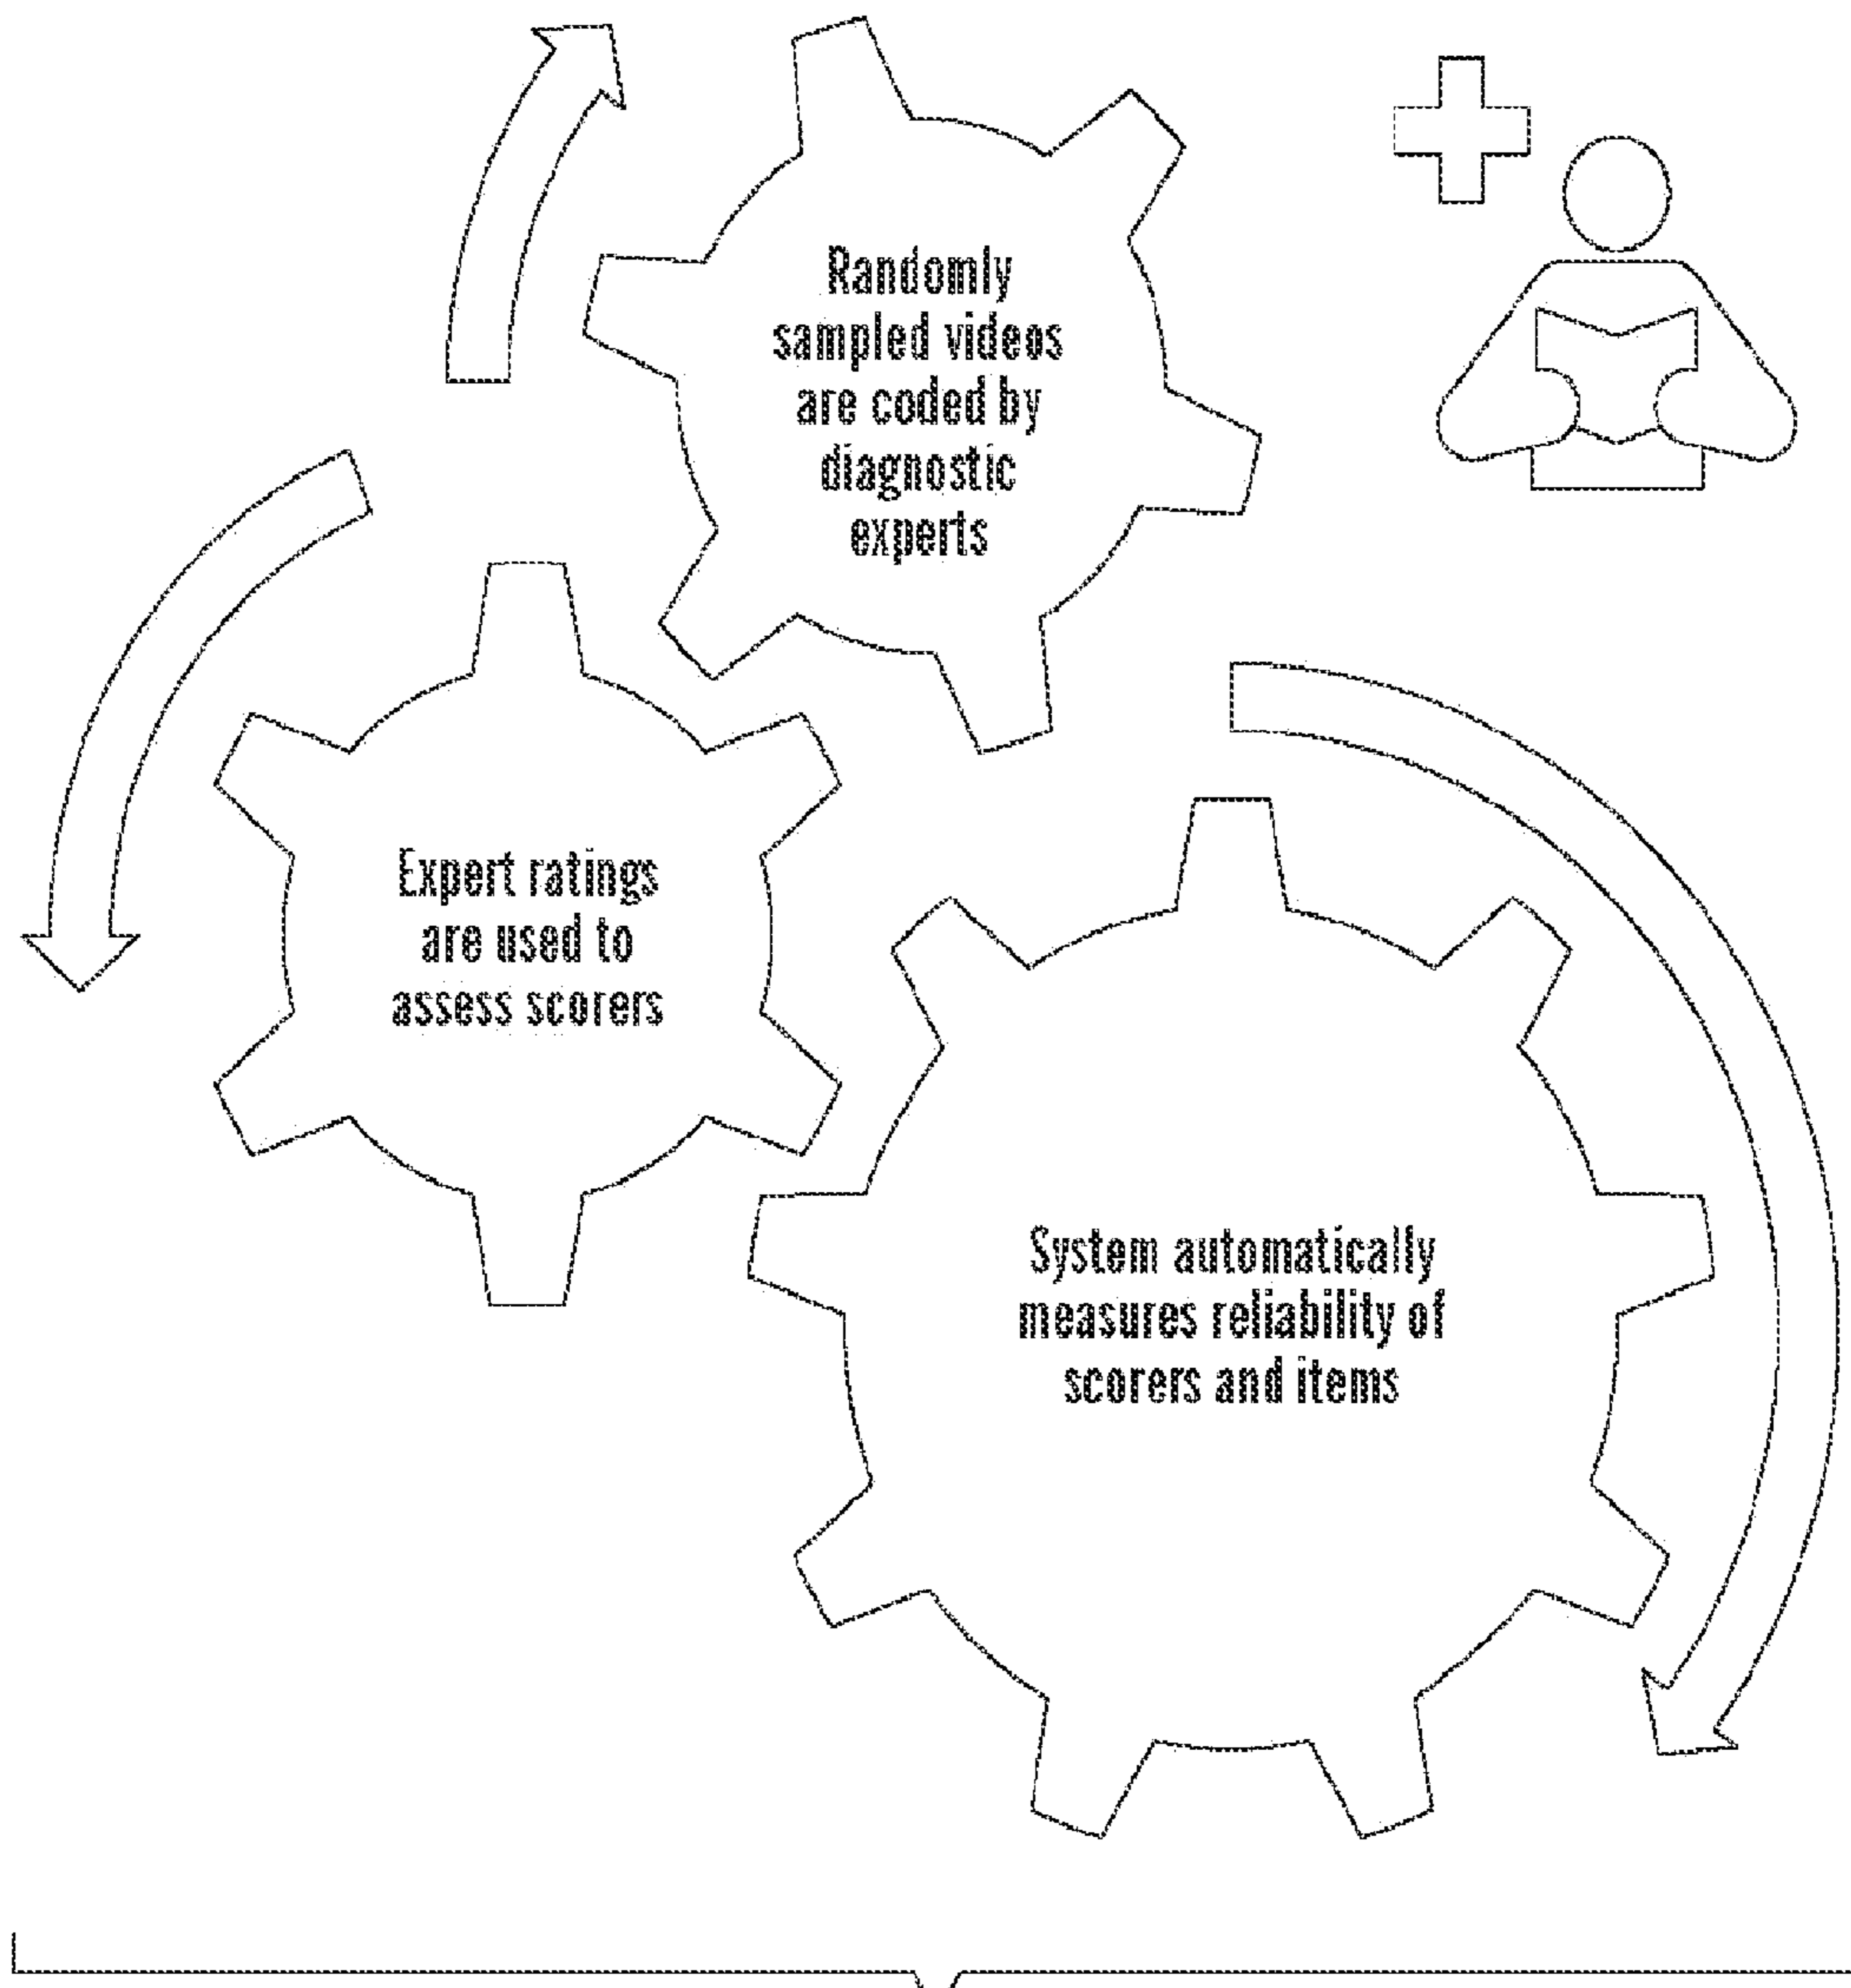 Randomly
sampled videos
are coded by
diagnostic
experts
Expert ratings
are used to
assess scorers
System automatically
measures reliability of
scorers and items